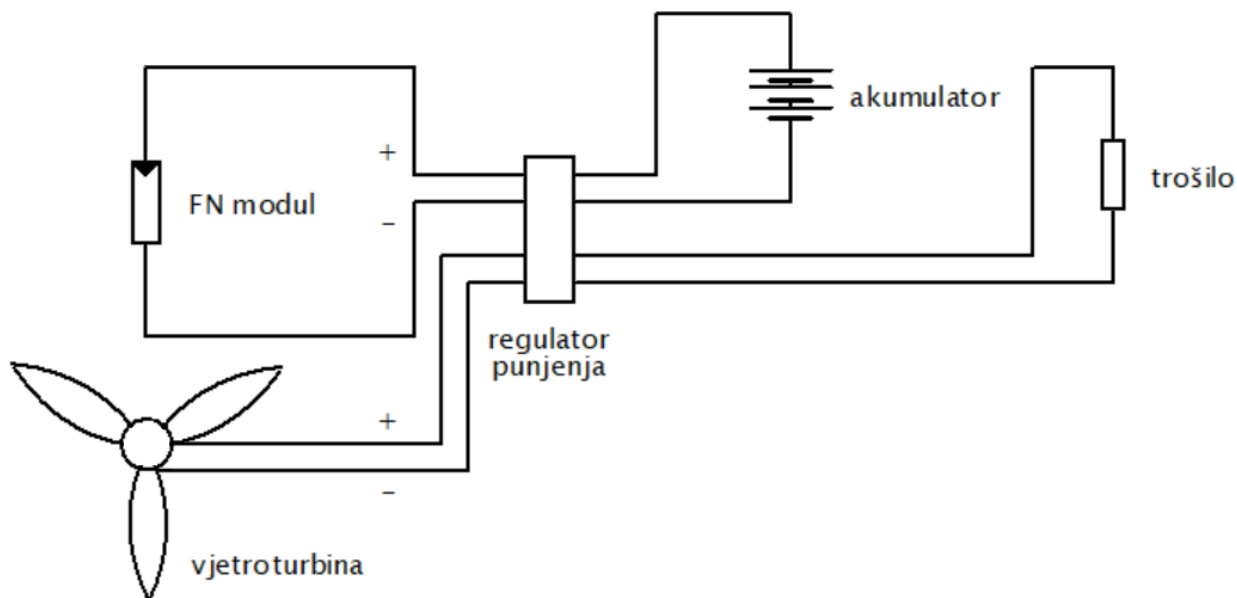 akumulator
+
trošilo
FN modul
–
regulator
punjenja
+
–
vjetroturbina